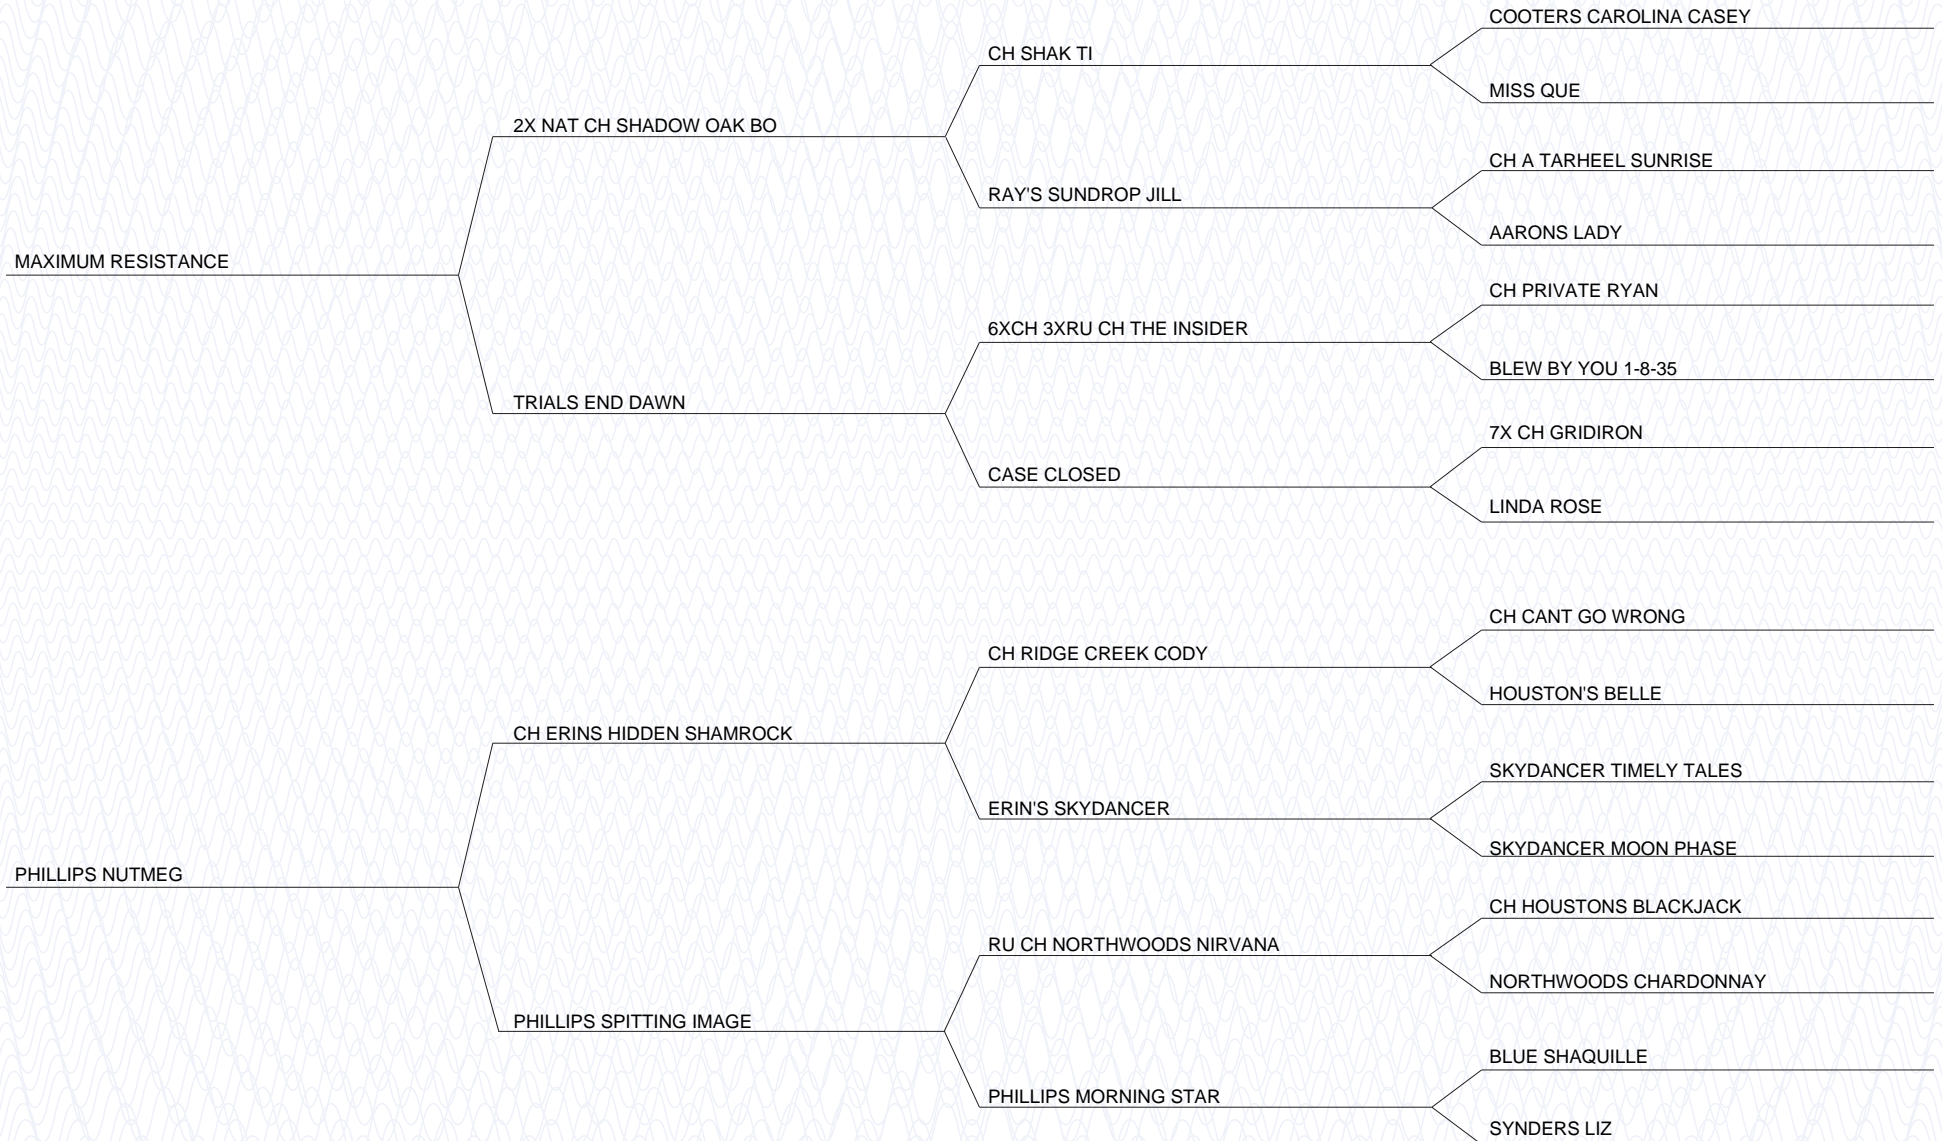 COOTERS CAROLINA CASEY
CH SHAK TI
MISS QUE
2X NAT CH SHADOW OAK BO
CH A TARHEEL SUNRISE
RAY'S SUNDROP JILL
AARONS LADY
MAXIMUM RESISTANCE
CH PRIVATE RYAN
6XCH 3XRU CH THE INSIDER
BLEW BY YOU 1-8-35
TRIALS END DAWN
7X CH GRIDIRON
CASE CLOSED
LINDA ROSE
CH CANT GO WRONG
CH RIDGE CREEK CODY
HOUSTON'S BELLE
CH ERINS HIDDEN SHAMROCK
SKYDANCER TIMELY TALES
ERIN'S SKYDANCER
SKYDANCER MOON PHASE
PHILLIPS NUTMEG
CH HOUSTONS BLACKJACK
RU CH NORTHWOODS NIRVANA
NORTHWOODS CHARDONNAY
PHILLIPS SPITTING IMAGE
BLUE SHAQUILLE
PHILLIPS MORNING STAR
SYNDERS LIZ